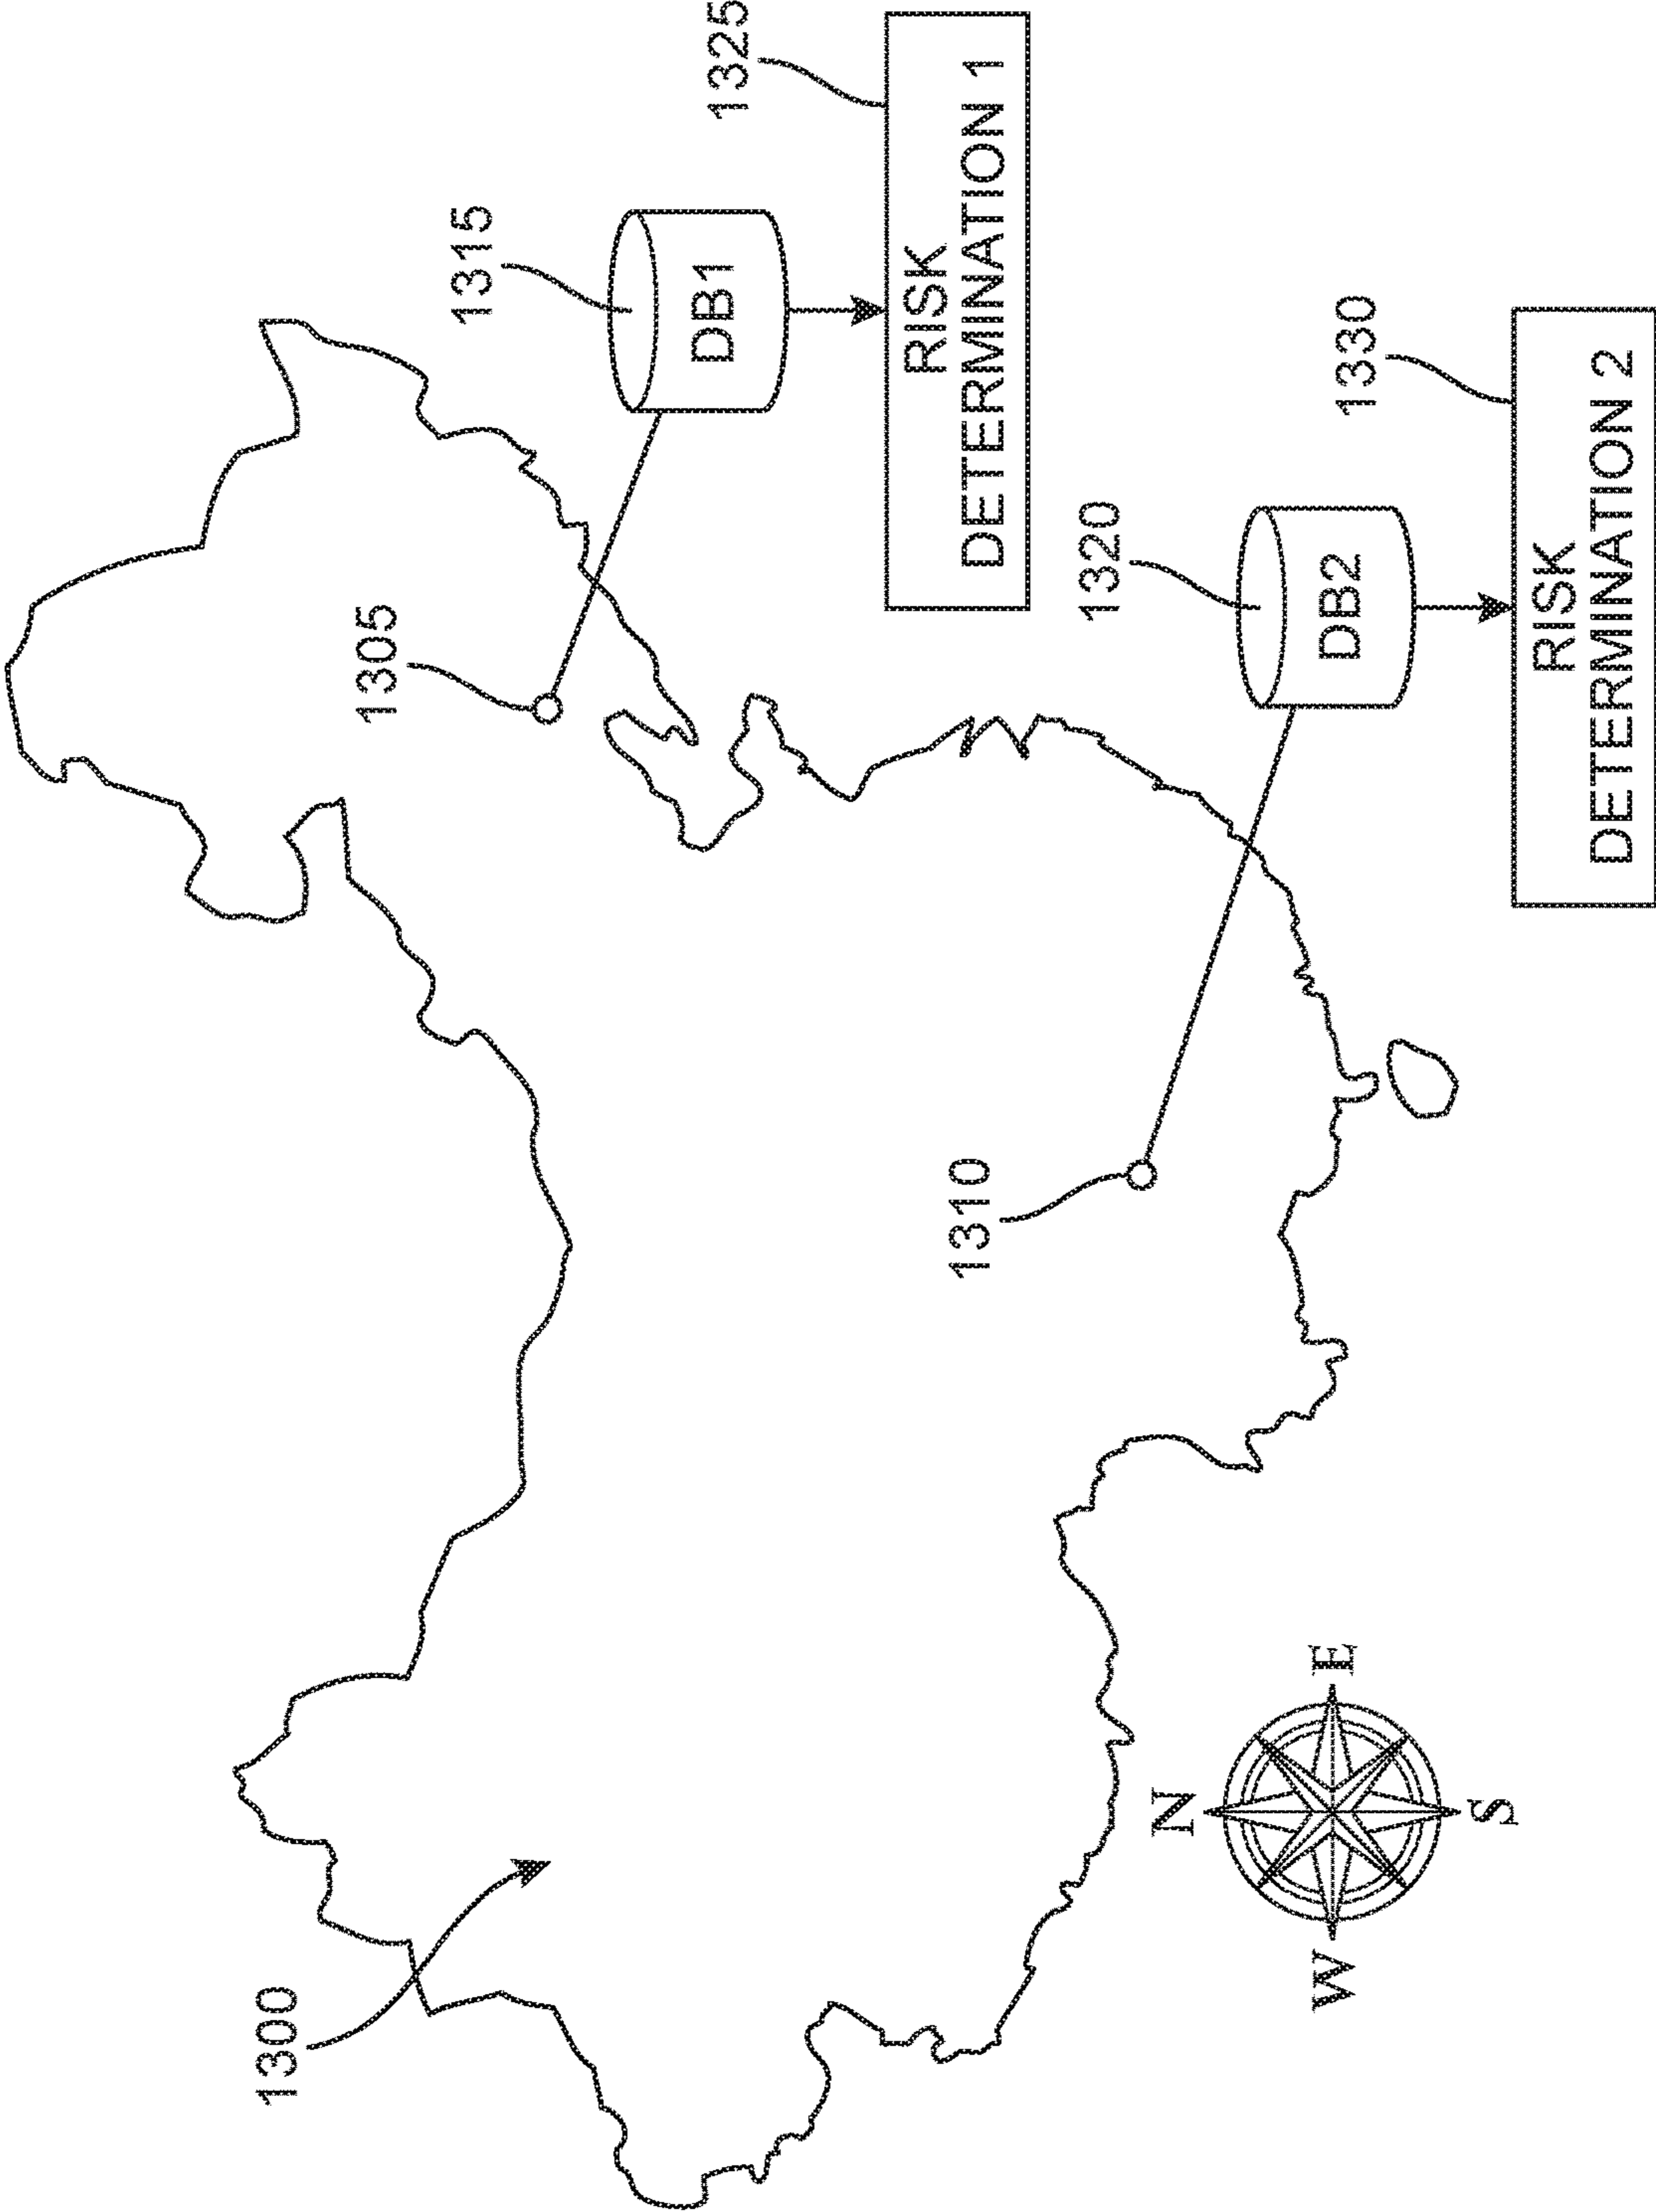 1300
1305
1315
DB1
1325
RISK
DETERMINATION 1
1310
1320
DB2
1330
RISK
DETERMINATION 2
N
W
E
S